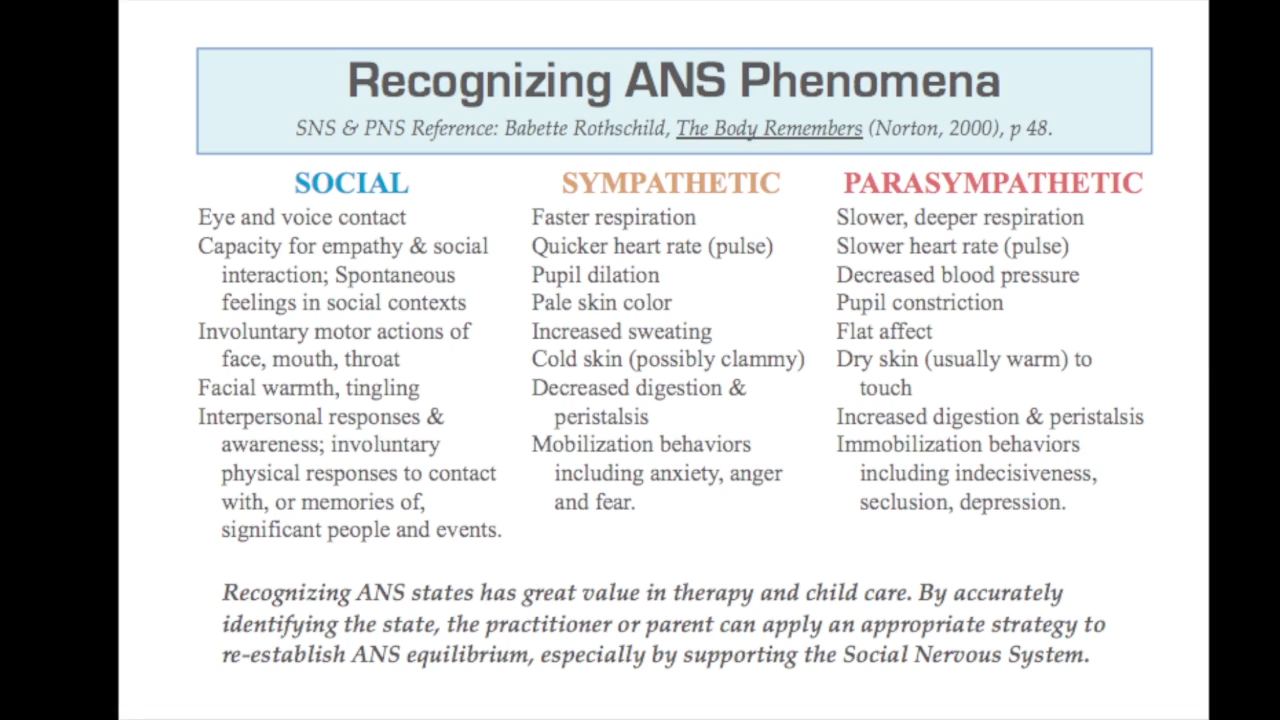 Recognizing ANS Phenomena
SNS & PNS Reference: Babette Rothschild, The Body Remembers (Norton, 2000), p 48.
SOCIAL
Eye and voice contact
Capacity for empathy & social
interaction; Spontaneous
feelings in social contexts
Involuntary motor actions of
face, mouth, throat
Facial warmth, tingling
Interpersonal responses &
awareness; involuntary
physical responses to contact
with, or memories of,
significant people and events.
SYMPATHETIC
Faster respiration
Quicker heart rate (pulse)
Pupil dilation
Pale skin color
Increased sweating
Cold skin (possibly clammy)
Decreased digestion &
peristalsis
Mobilization behaviors
including anxiety, anger
and fear.
PARASYMPATHETIC
Slower, deeper respiration
Slower heart rate (pulse)
Decreased blood pressure
Pupil constriction
Flat affect
Dry skin (usually warm) to
touch
Increased digestion & peristalsis
Immobilization behaviors
including indecisiveness,
seclusion, depression.
Recognizing ANS states has great value in therapy and child care. By accurately
identifying the state, the practitioner or parent can apply an appropriate strategy to
re-establish ANS equilibrium, especially by supporting the Social Nervous System.